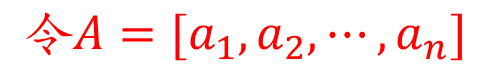 令A = [a₁, a₂, ⋯ , aₙ]